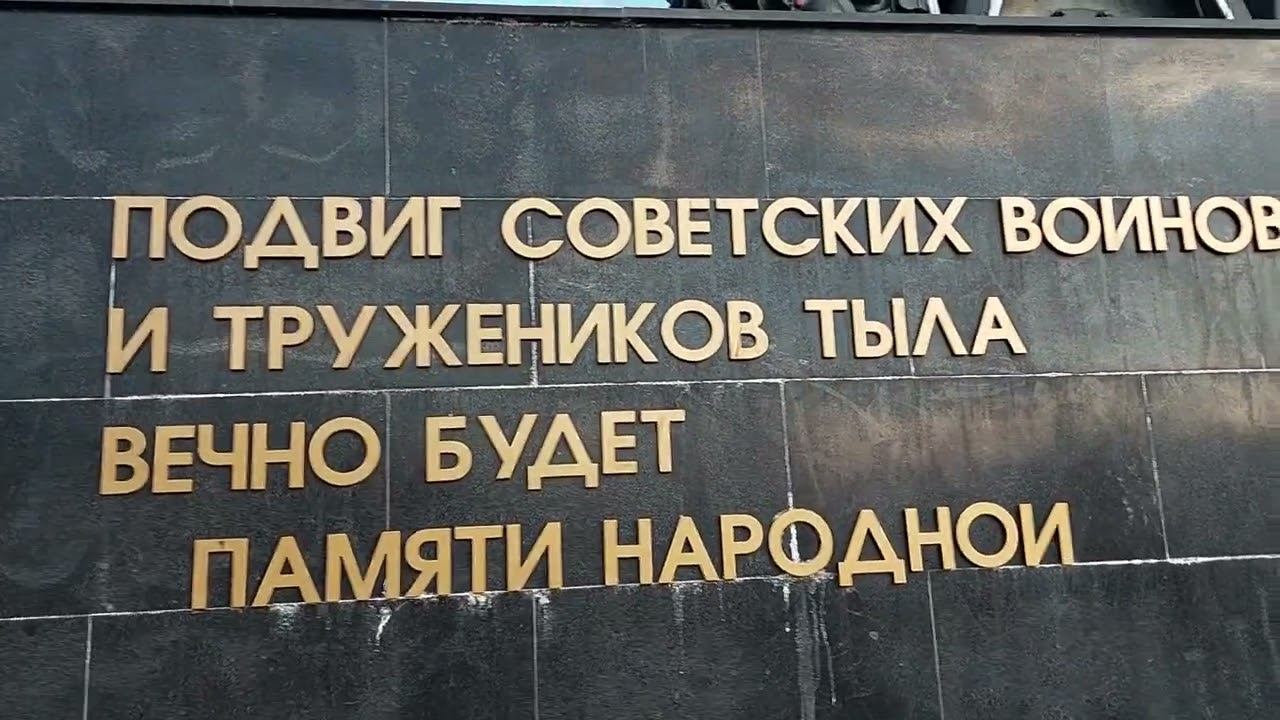 ПОДВИГ СОВЕТСКИХ ВОИНОВ
И ТРУЖЕНИКОВ ТЫЛА
ВЕЧНО БУДЕТ
ПАМЯТИ НАРОДНОИ